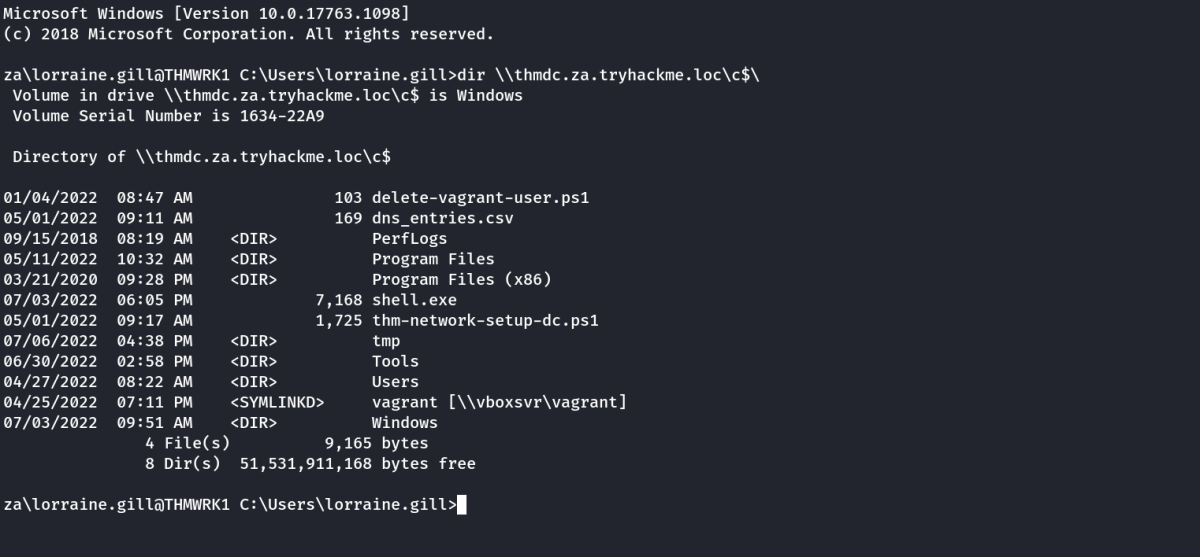 Microsoft Windows [Version 10.0.17763.1098]
(c) 2018 Microsoft Corporation. All rights reserved.
za\lorraine.gill@THMWRK1 C:\Users\lorraine.gill>dir \\thmdc.za.tryhackme.loc\c$\
 Volume in drive \\thmdc.za.tryhackme.loc\c$ is Windows
 Volume Serial Number is 1634-22A9
 Directory of \\thmdc.za.tryhackme.loc\c$
01/04/2022  08:47 AM               103 delete-vagrant-user.ps1
05/01/2022  09:11 AM               169 dns_entries.csv
09/15/2018  08:19 AM    <DIR>          PerfLogs
05/11/2022  10:32 AM    <DIR>          Program Files
03/21/2020  09:28 PM    <DIR>          Program Files (x86)
07/03/2022  06:05 PM             7,168 shell.exe
05/01/2022  09:17 AM             1,725 thm-network-setup-dc.ps1
07/06/2022  04:38 PM    <DIR>          tmp
06/30/2022  02:58 PM    <DIR>          Tools
04/27/2022  08:22 AM    <DIR>          Users
04/25/2022  07:11 PM    <SYMLINKD>     vagrant [\\vboxsvr\vagrant]
07/03/2022  09:51 AM    <DIR>          Windows
               4 File(s)          9,165 bytes
               8 Dir(s)  51,531,911,168 bytes free
za\lorraine.gill@THMWRK1 C:\Users\lorraine.gill>